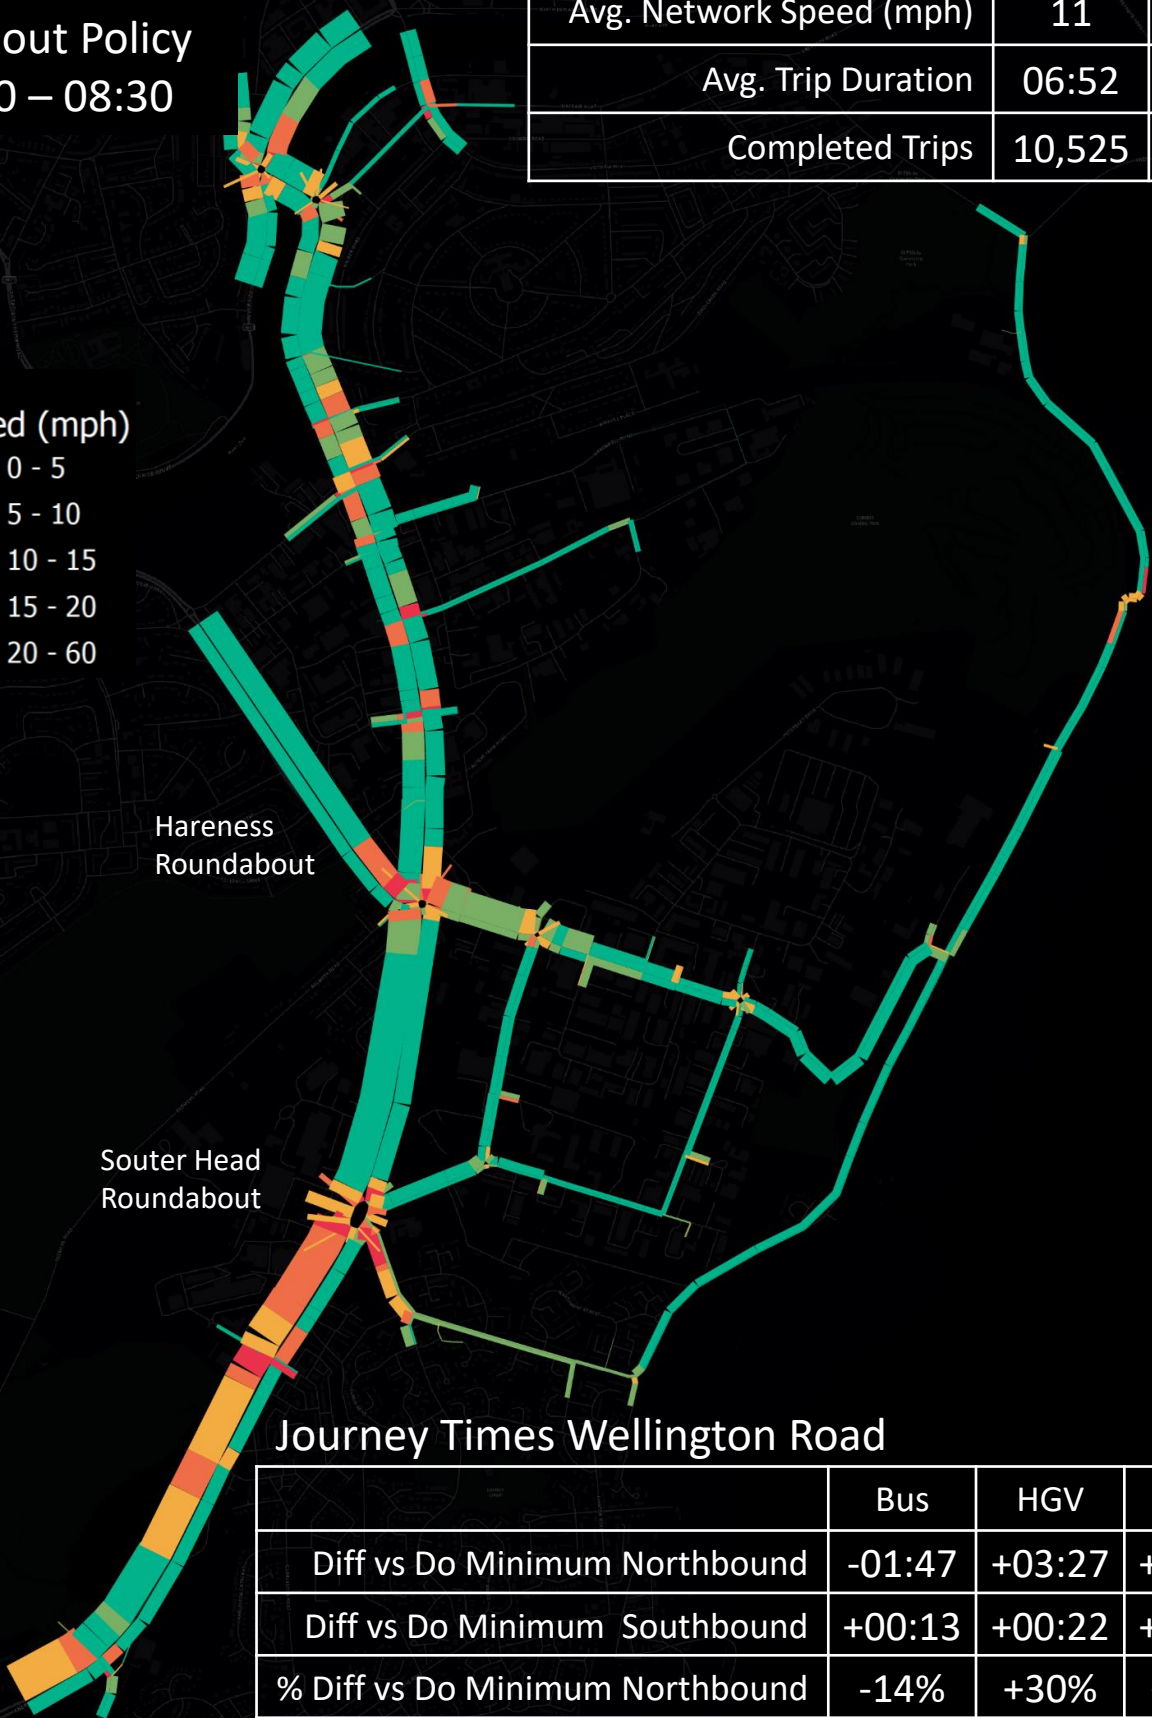 out Policy
0 – 08:30
Avg. Network Speed (mph) 11
Avg. Trip Duration 06:52
Completed Trips 10,525
ed (mph)
0 - 5
5 - 10
10 - 15
15 - 20
20 - 60
Hareness
Roundabout
Souter Head
Roundabout
Journey Times Wellington Road
Bus HGV
Diff vs Do Minimum Northbound -01:47 +03:27 +
Diff vs Do Minimum Southbound +00:13 +00:22 +
% Diff vs Do Minimum Northbound -14% +30%